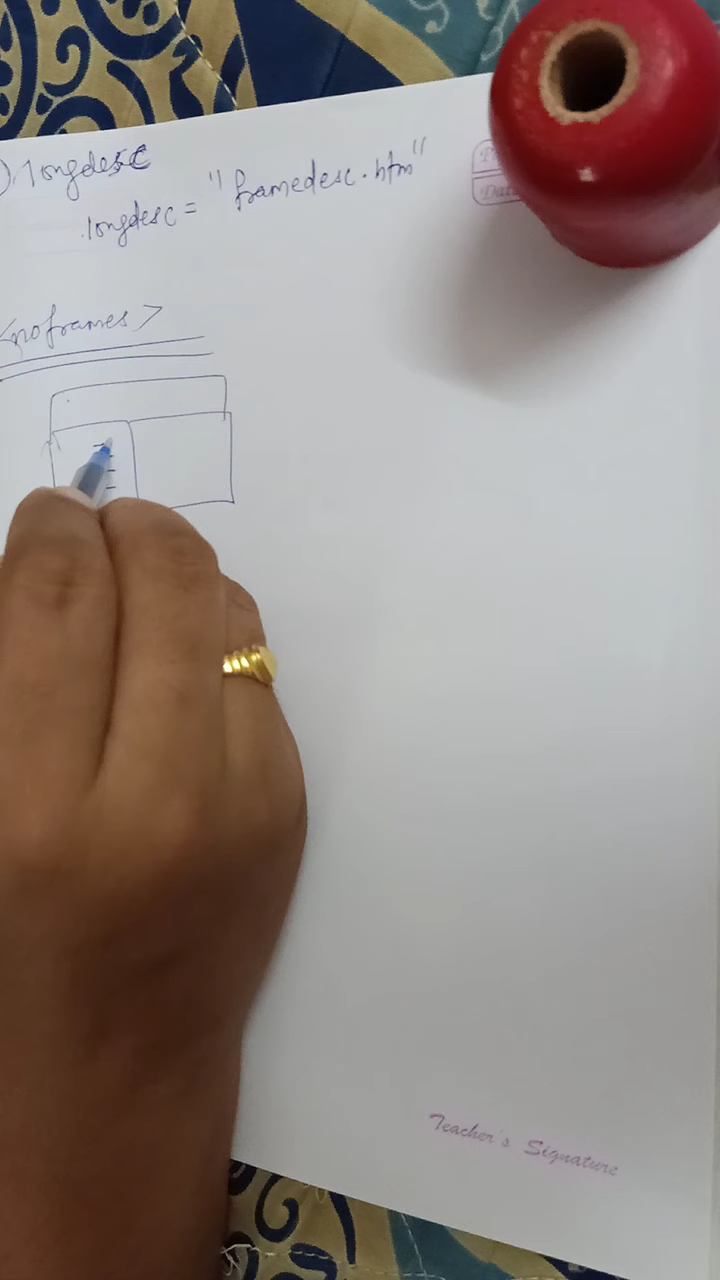 ) longdesc
longdesc = "framedesc.htm"
<noframes>
Teacher's Signature